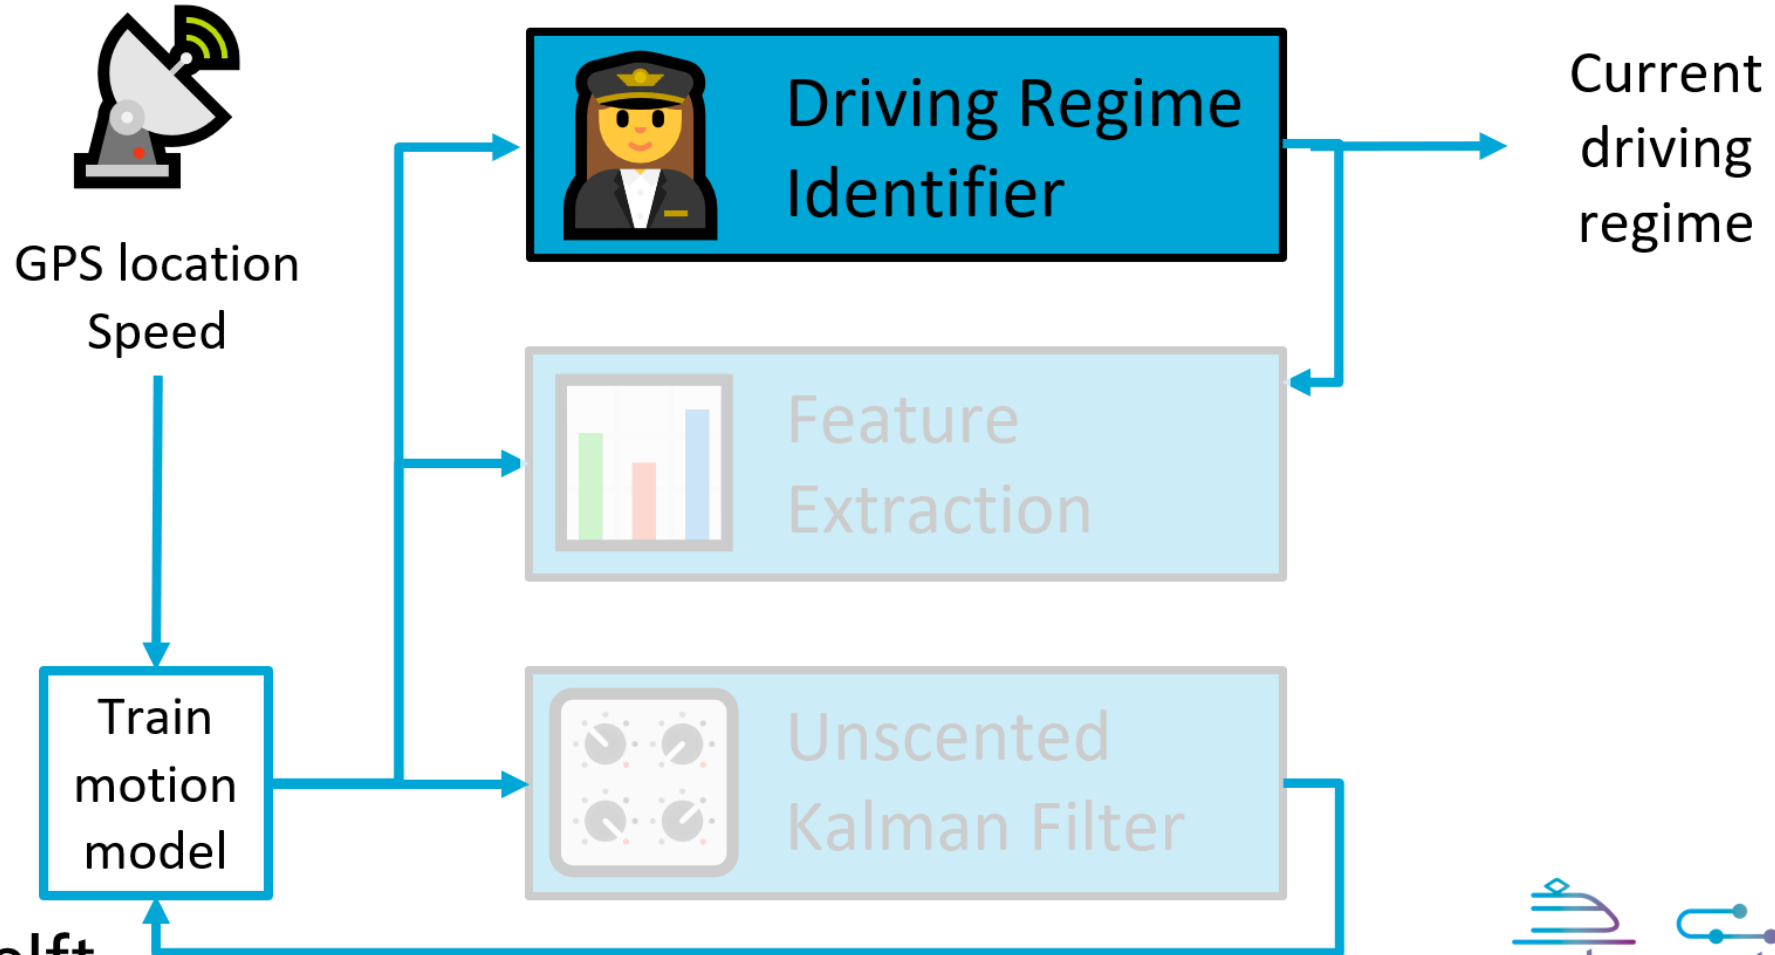 GPS location
Speed
Driving Regime
Identifier
Current
driving
regime
Feature
Extraction
Train
motion
model
Unscented
Kalman Filter